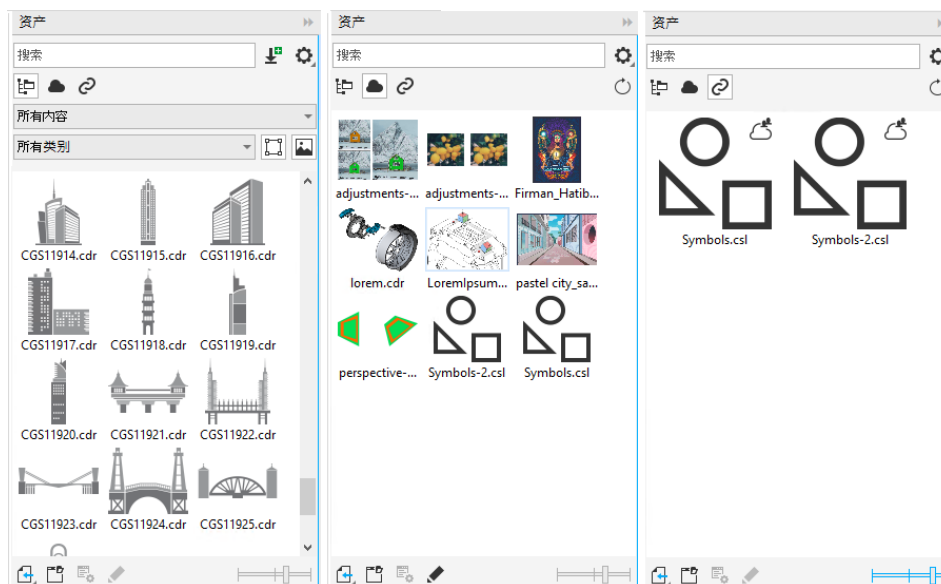 资产
搜索
所有内容
所有类别
CGS11914.cdr CGS11915.cdr CGS11916.cdr
CGS11917.cdr CGS11918.cdr CGS11919.cdr
CGS11920.cdr CGS11921.cdr CGS11922.cdr
CGS11923.cdr CGS11924.cdr CGS11925.cdr
资产
搜索
adjustments-... adjustments-... Firman_Hatib...
lorem.cdr LoremIpsum... pastel city_sa...
perspective-... Symbols-2.csl Symbols.csl
资产
搜索
Symbols.csl Symbols-2.csl